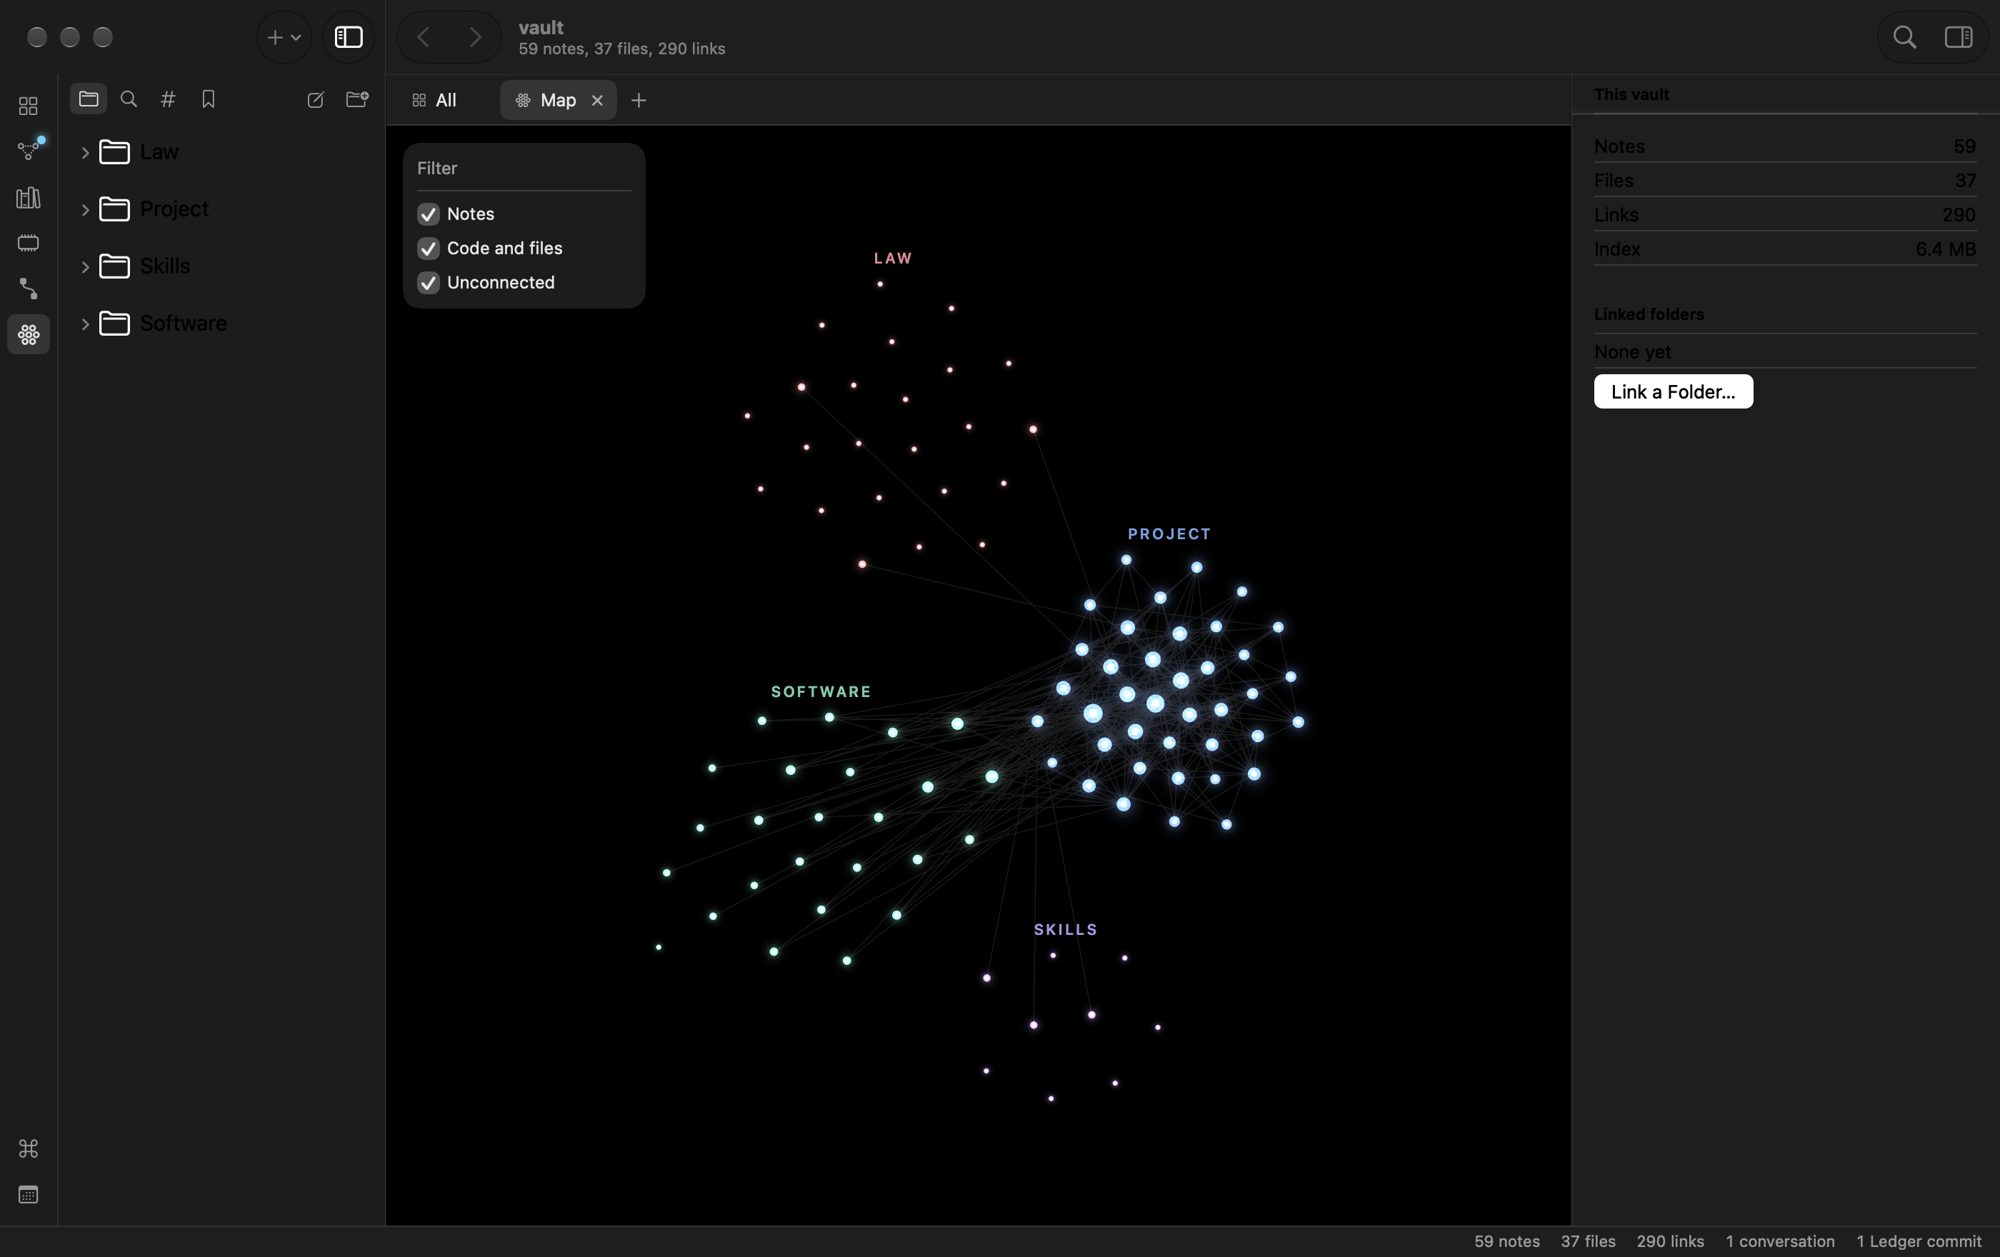 vault
59 notes, 37 files, 290 links
All
Map
Law
Project
Skills
Software
Filter
Notes
Code and files
Unconnected
LAW
PROJECT
SOFTWARE
SKILLS
This vault
Notes 59
Files 37
Links 290
Index 6.4 MB
Linked folders
None yet
Link a Folder...
59 notes 37 files 290 links 1 conversation 1 Ledger commit